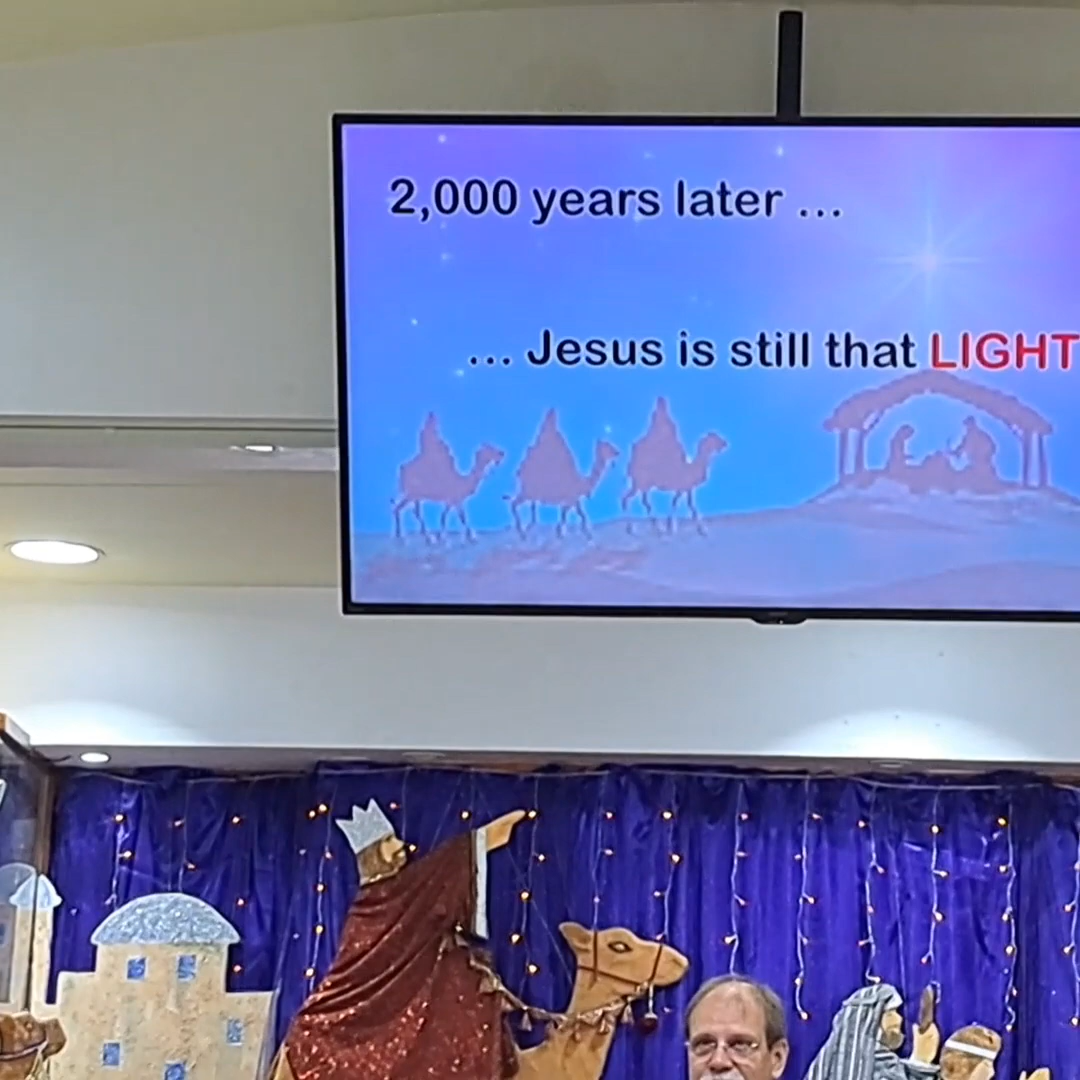 2,000 years later ...
... Jesus is still that LIGHT